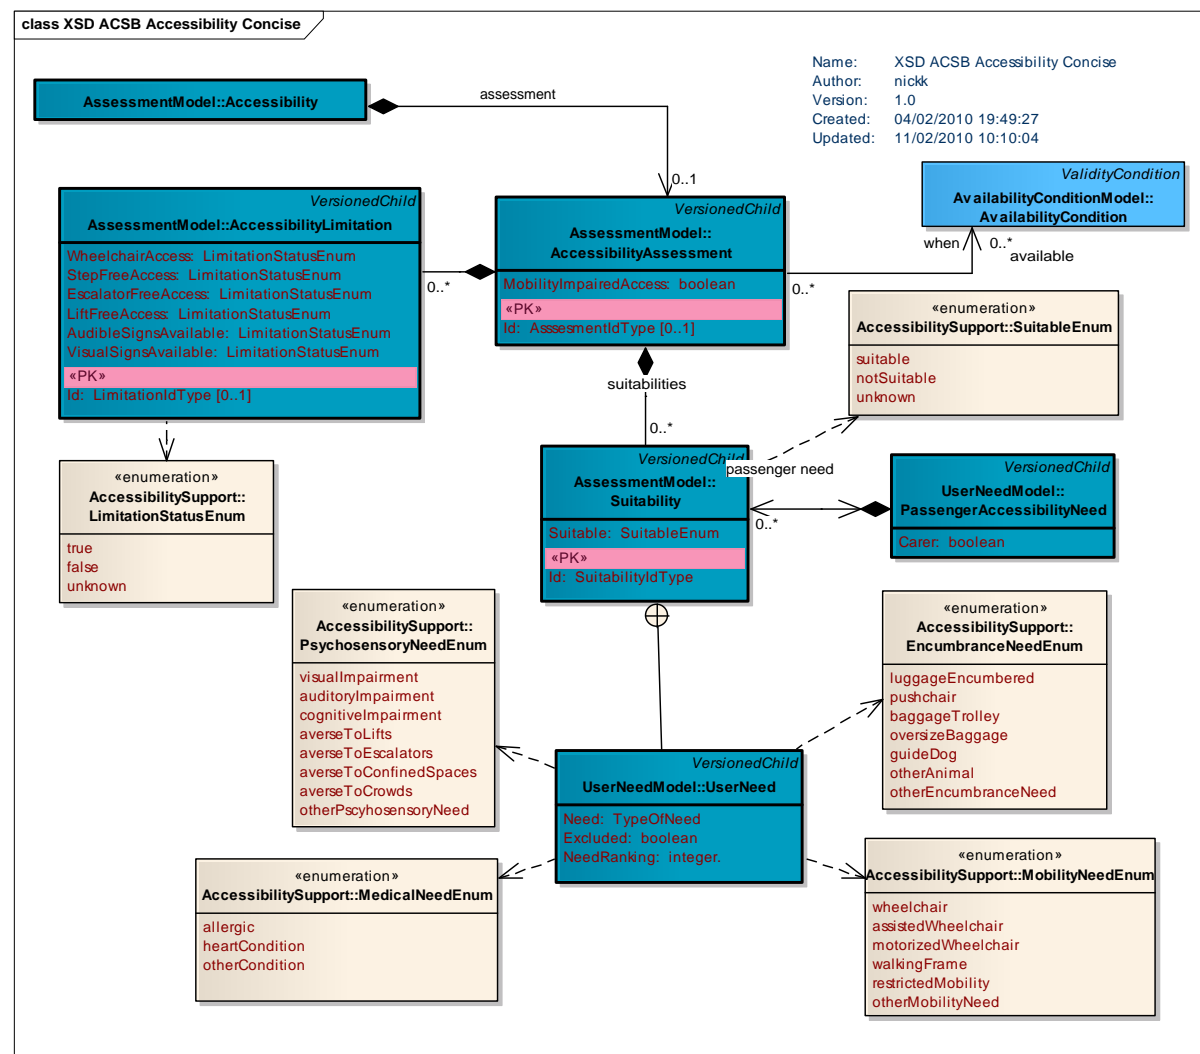 class XSD ACSB Accessibility Concise
Name: XSD ACSB Accessibility Concise
Author: nickk
Version: 1.0
Created: 04/02/2010 19:49:27
Updated: 11/02/2010 10:10:04
AssessmentModel::Accessibility
assessment
0..1
VersionedChild
AssessmentModel::AccessibilityLimitation
WheelchairAccess: LimitationStatusEnum
StepFreeAccess: LimitationStatusEnum
EscalatorFreeAccess: LimitationStatusEnum
LiftFreeAccess: LimitationStatusEnum
AudibleSignsAvailable: LimitationStatusEnum
VisualSignsAvailable: LimitationStatusEnum
«PK»
Id: LimitationIdType [0..1]
0..*
VersionedChild
AssessmentModel::
AccessibilityAssessment
MobilityImpairedAccess: boolean
«PK»
Id: AsssesmentIdType [0..1]
0..*
ValidityCondition
AvailabilityConditionModel::
AvailabilityCondition
when
0..*
available
«enumeration»
AccessibilitySupport::SuitableEnum
suitable
notSuitable
unknown
suitabilities
0..*
«enumeration»
AccessibilitySupport::
LimitationStatusEnum
true
false
unknown
VersionedChild
AssessmentModel::
Suitability
Suitable: SuitableEnum
«PK»
Id: SuitabilityIdType
passenger need
0..*
VersionedChild
UserNeedModel::
PassengerAccessibilityNeed
Carer: boolean
«enumeration»
AccessibilitySupport::
PsychosensoryNeedEnum
visualImpairment
auditoryImpairment
cognitiveImpairment
averseToLifts
averseToEscalators
averseToConfinedSpaces
averseToCrowds
otherPscyhosensoryNeed
«enumeration»
AccessibilitySupport::
EncumbranceNeedEnum
luggageEncumbered
pushchair
baggageTrolley
oversizeBaggage
guideDog
otherAnimal
otherEncumbranceNeed
VersionedChild
UserNeedModel::UserNeed
Need: TypeOfNeed
Excluded: boolean
NeedRanking: integer.
«enumeration»
AccessibilitySupport::MedicalNeedEnum
allergic
heartCondition
otherCondition
«enumeration»
AccessibilitySupport::MobilityNeedEnum
wheelchair
assistedWheelchair
motorizedWheelchair
walkingFrame
restrictedMobility
otherMobilityNeed